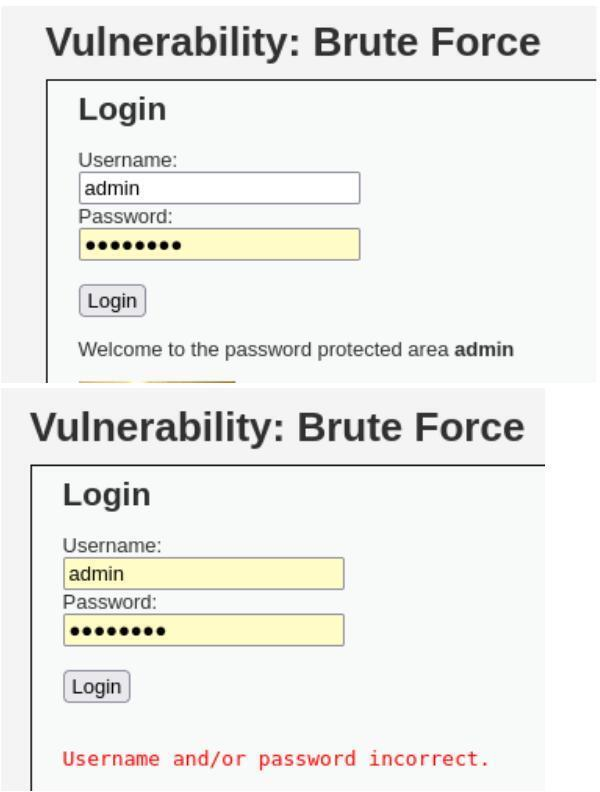 Vulnerability: Brute Force
Login
Username:
admin
Password:
••••••••
Login
Welcome to the password protected area admin
Vulnerability: Brute Force
Login
Username:
admin
Password:
••••••••
Login
Username and/or password incorrect.